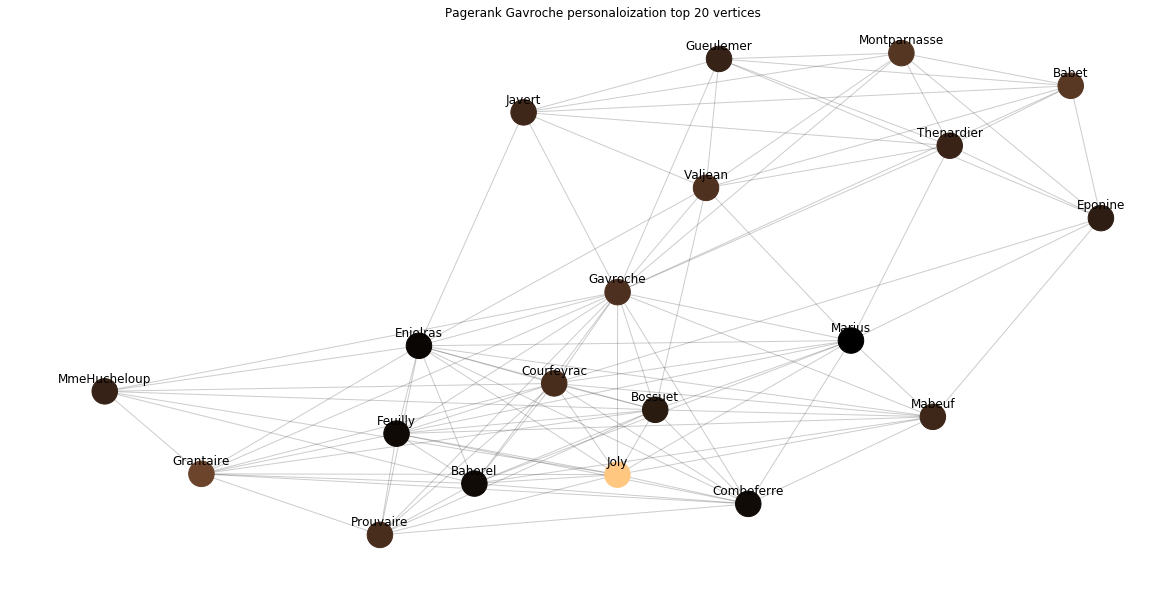 Pagerank Gavroche personaloization top 20 vertices
Montparnasse
Gueulemer
Babet
Javert
Thenardier
Valjean
Eponine
Gavroche
Marius
Enjolras
Courfeyrac
MmeHucheloup
Bossuet
Mabeuf
Feuilly
Grantaire
Joly
Bahorel
Combeferre
Prouvaire